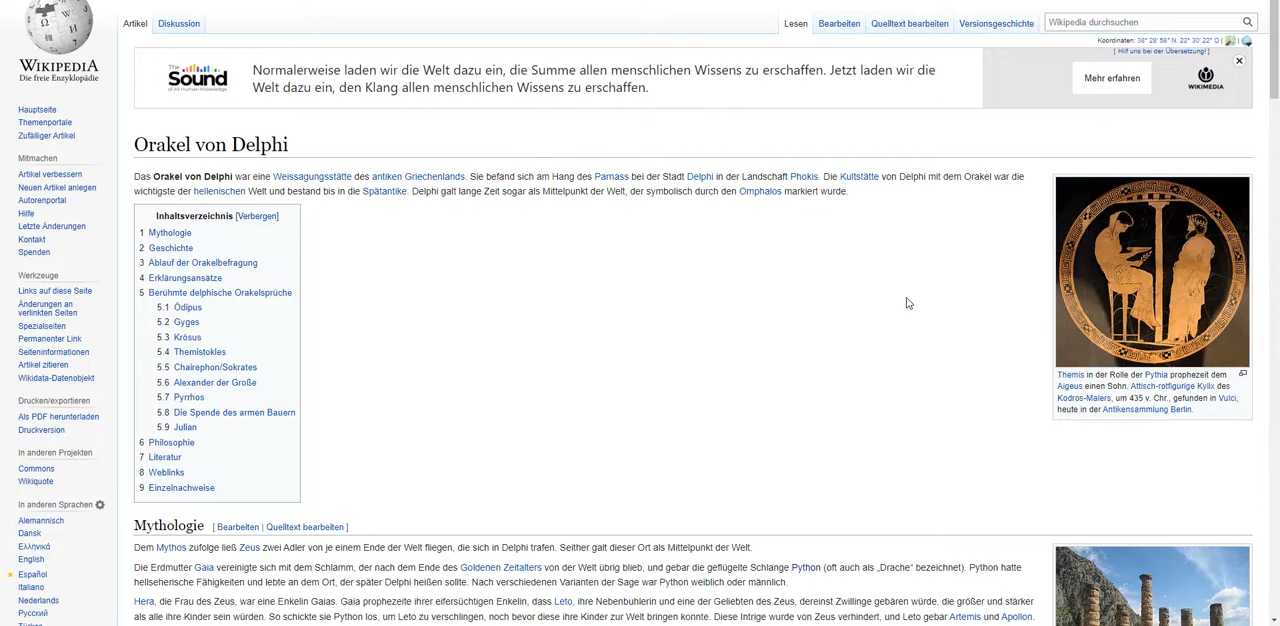 WIKIPEDIA
Die freie Enzyklopädie
Hauptseite
Themenportale
Zufälliger Artikel
Mitmachen
Artikel verbessern
Neuen Artikel anlegen
Autorenportal
Hilfe
Letzte Änderungen
Kontakt
Spenden
Werkzeuge
Links auf diese Seite
Änderungen an
verlinkten Seiten
Spezialseiten
Permanenter Link
Seiteninformationen
Artikel zitieren
Wikidata-Datenobjekt
Drucken/exportieren
Als PDF herunterladen
Druckversion
In anderen Projekten
Commons
Wikiquote
In anderen Sprachen
Alemannisch
Dansk
Ελληνικά
English
Español
Italiano
Nederlands
Русский
Türkçe
Artikel Diskussion
Lesen Bearbeiten Quelltext bearbeiten Versionsgeschichte Wikipedia durchsuchen
Koordinaten: 38° 28′ 58″ N, 22° 30′ 22″ O |
[ Hilf uns bei der Übersetzung! ]
The Sound of All Human Knowledge
Normalerweise laden wir die Welt dazu ein, die Summe allen menschlichen Wissens zu erschaffen. Jetzt laden wir die
Welt dazu ein, den Klang allen menschlichen Wissens zu erschaffen.
Mehr erfahren
WIKIMEDIA
Orakel von Delphi
Das Orakel von Delphi war eine Weissagungsstätte des antiken Griechenlands. Sie befand sich am Hang des Parnass bei der Stadt Delphi in der Landschaft Phokis. Die Kultstätte von Delphi mit dem Orakel war die
wichtigste der hellenischen Welt und bestand bis in die Spätantike. Delphi galt lange Zeit sogar als Mittelpunkt der Welt, der symbolisch durch den Omphalos markiert wurde.
Inhaltsverzeichnis [Verbergen]
1 Mythologie
2 Geschichte
3 Ablauf der Orakelbefragung
4 Erklärungsansätze
5 Berühmte delphische Orakelsprüche
5.1 Ödipus
5.2 Gyges
5.3 Krösus
5.4 Themistokles
5.5 Chairephon/Sokrates
5.6 Alexander der Große
5.7 Pyrrhos
5.8 Die Spende des armen Bauern
5.9 Julian
6 Philosophie
7 Literatur
8 Weblinks
9 Einzelnachweise
Themis in der Rolle der Pythia prophezeit dem
Aigeus einen Sohn. Attisch-rotfigurige Kylix des
Kodros-Malers, um 435 v. Chr., gefunden in Vulci,
heute in der Antikensammlung Berlin.
Mythologie [ Bearbeiten | Quelltext bearbeiten ]
Dem Mythos zufolge ließ Zeus zwei Adler von je einem Ende der Welt fliegen, die sich in Delphi trafen. Seither galt dieser Ort als Mittelpunkt der Welt.
Die Erdmutter Gaia vereinigte sich mit dem Schlamm, der nach dem Ende des Goldenen Zeitalters von der Welt übrig blieb, und gebar die geflügelte Schlange Python (oft auch als „Drache“ bezeichnet). Python hatte
hellseherische Fähigkeiten und lebte an dem Ort, der später Delphi heißen sollte. Nach verschiedenen Varianten der Sage war Python weiblich oder männlich.
Hera, die Frau des Zeus, war eine Enkelin Gaias. Gaia prophezeite ihrer eifersüchtigen Enkelin, dass Leto, ihre Nebenbuhlerin und eine der Geliebten des Zeus, dereinst Zwillinge gebären würde, die größer und stärker
als alle ihre Kinder sein würden. So schickte sie Python los, um Leto zu verschlingen, noch bevor diese ihre Kinder zur Welt bringen konnte. Diese Intrige wurde von Zeus verhindert, und Leto gebar Artemis und Apollon.